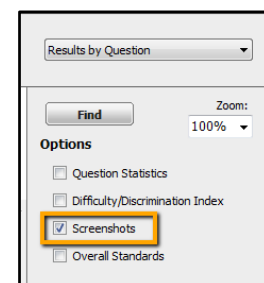 Results by Question
Zoom:
Find
100%
Options
Question Statistics
Difficulty/Discrimination Index
Screenshots
Overall Standards